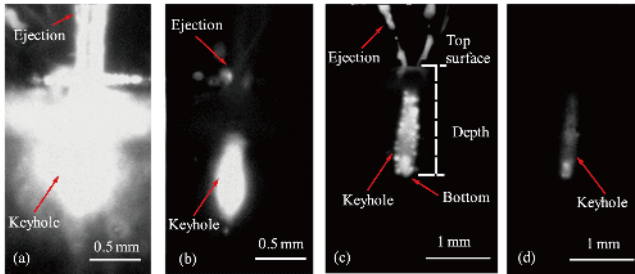 Ejection
Keyhole
(a)
0.5 mm
Ejection
Keyhole
(b)
0.5 mm
Ejection
Top
surface
Depth
Keyhole
Bottom
(c)
1 mm
Keyhole
(d)
1 mm